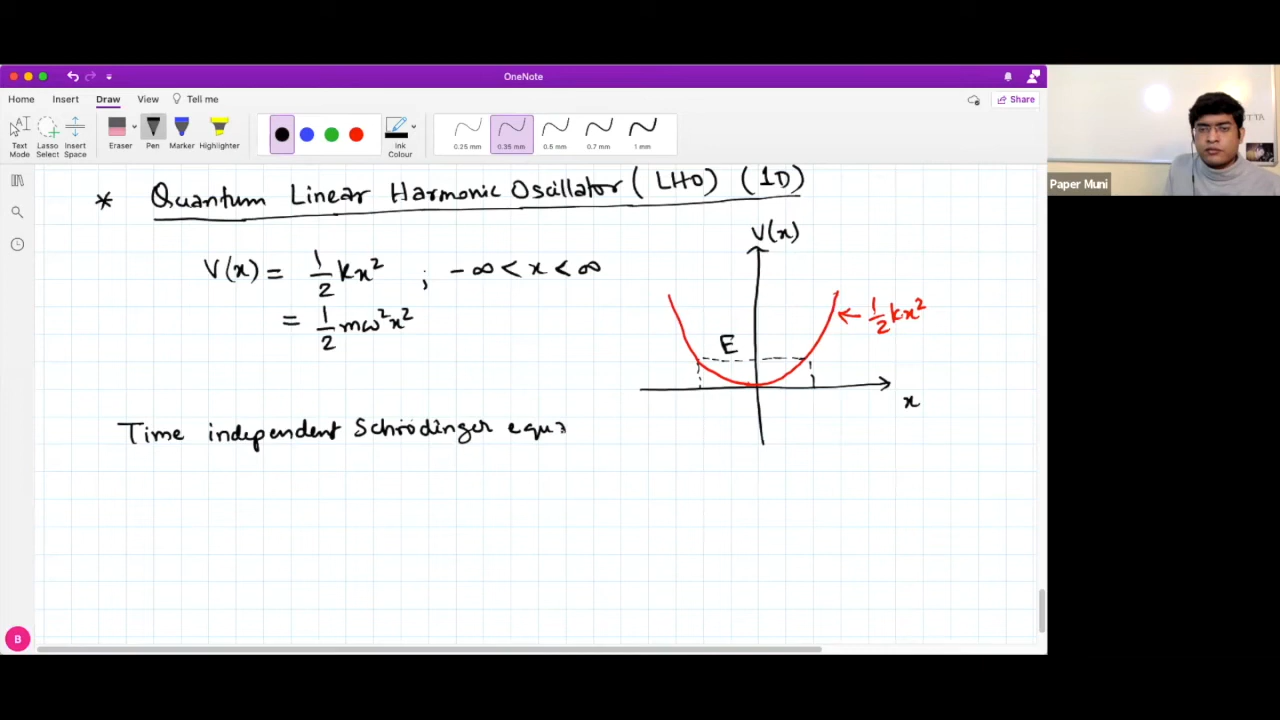 OneNote
Home Insert Draw View Tell me
Share
Text Mode
Lasso Select
Insert Space
Eraser
Pen
Marker
Highlighter
Ink Colour
0.25 mm
0.35 mm
0.5 mm
0.7 mm
1 mm
Paper Muni
* Quantum Linear Harmonic Oscillator (LHO) (1D)
V(x) = 1/2 kx² ; -∞ < x < ∞
= 1/2 mω²x²
V(x)
← 1/2 kx²
E
x
Time independent Schrödinger equ
B